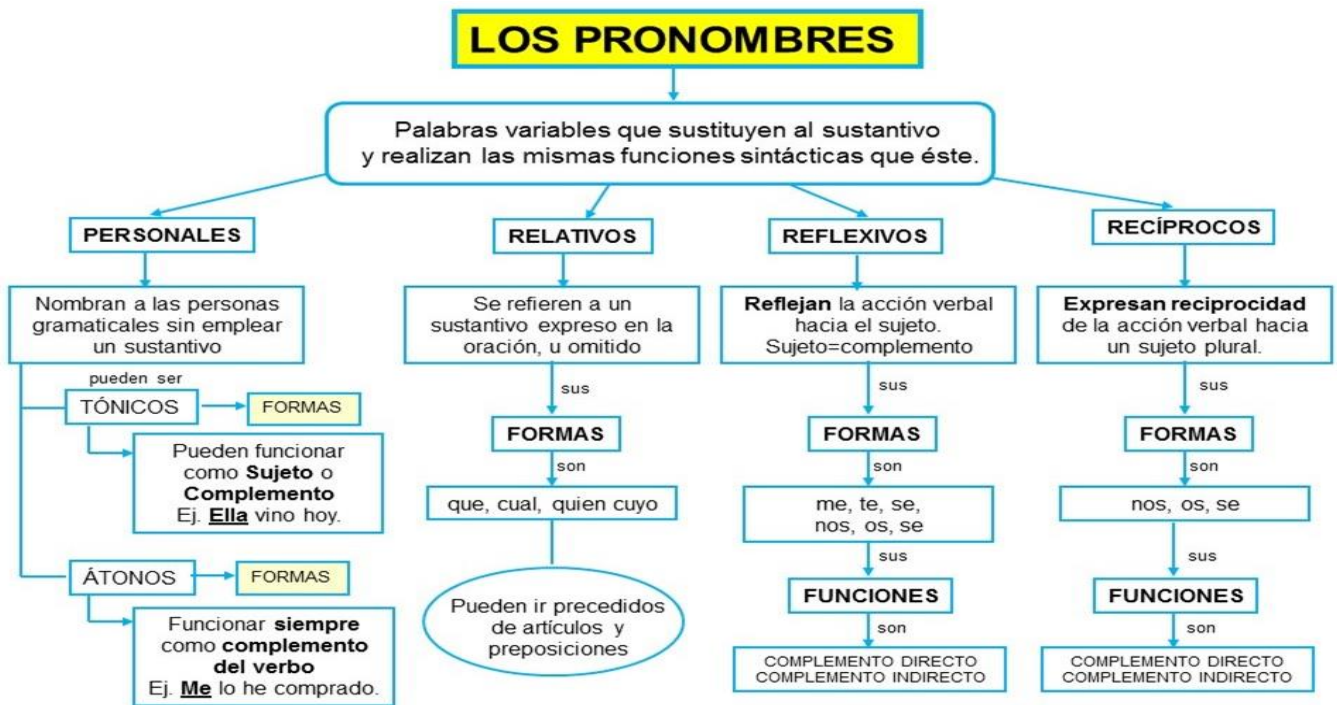 LOS PRONOMBRES
Palabras variables que sustituyen al sustantivo
y realizan las mismas funciones sintácticas que éste.
PERSONALES
Nombran a las personas
gramaticales sin emplear
un sustantivo
pueden ser
TÓNICOS
FORMAS
Pueden funcionar
como Sujeto o
Complemento
Ej. Ella vino hoy.
ÁTONOS
FORMAS
Funcionar siempre
como complemento
del verbo
Ej. Me lo he comprado.
RELATIVOS
Se refieren a un
sustantivo expreso en la
oración, u omitido
sus
FORMAS
son
que, cual, quien cuyo
Pueden ir precedidos
de artículos y
preposiciones
REFLEXIVOS
Reflejan la acción verbal
hacia el sujeto.
Sujeto=complemento
sus
FORMAS
son
me, te, se,
nos, os, se
sus
FUNCIONES
son
COMPLEMENTO DIRECTO
COMPLEMENTO INDIRECTO
RECÍPROCOS
Expresan reciprocidad
de la acción verbal hacia
un sujeto plural.
sus
FORMAS
son
nos, os, se
sus
FUNCIONES
son
COMPLEMENTO DIRECTO
COMPLEMENTO INDIRECTO